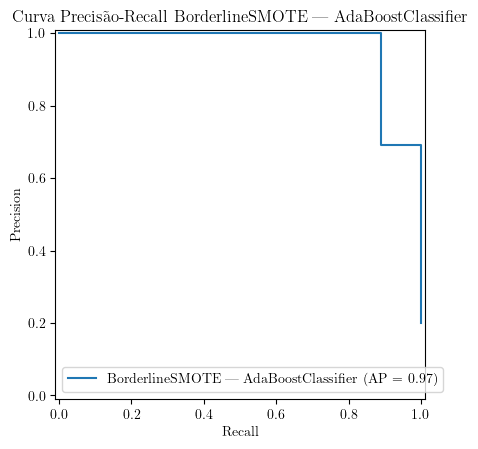 Curva Precisão-Recall BorderlineSMOTE — AdaBoostClassifier
1.0
0.8
0.6
0.4
0.2
0.0
Precision
BorderlineSMOTE — AdaBoostClassifier (AP = 0.97)
0.0 0.2 0.4 0.6 0.8 1.0
Recall